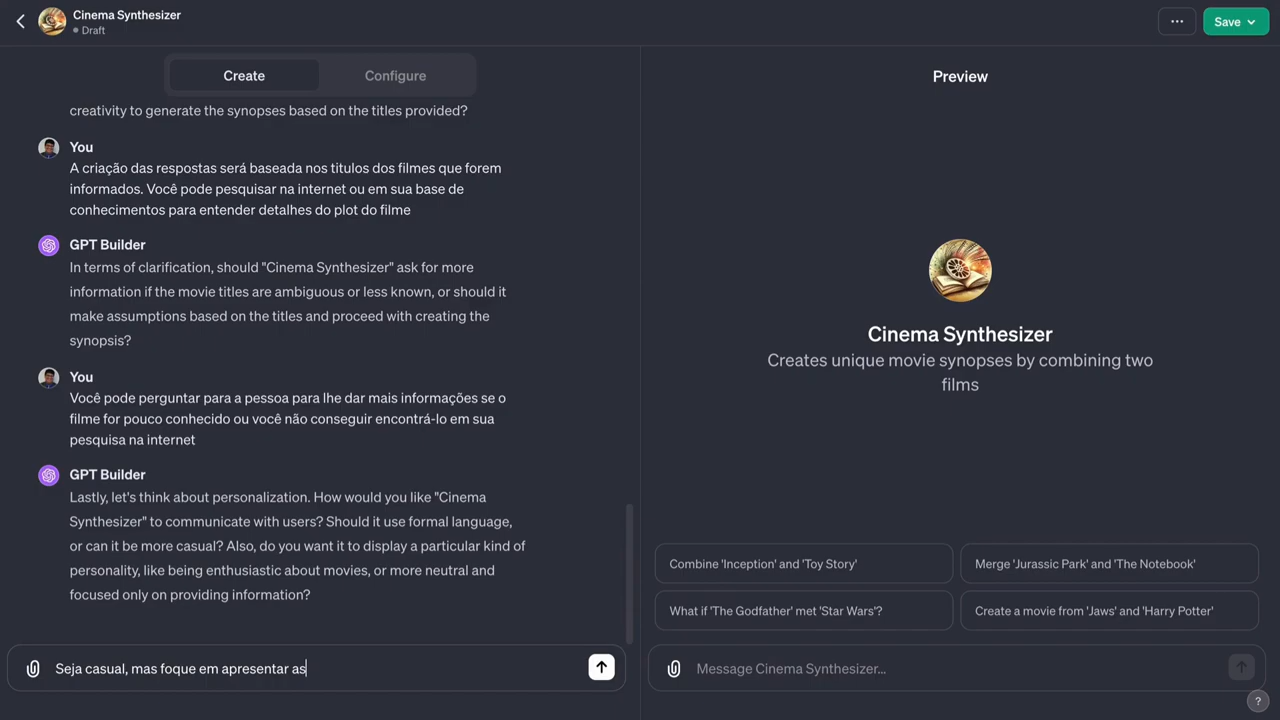 Cinema Synthesizer
Draft
...
Save
Create
Configure
Preview
creativity to generate the synopses based on the titles provided?
You
A criação das respostas será baseada nos titulos dos filmes que forem
informados. Você pode pesquisar na internet ou em sua base de
conhecimentos para entender detalhes do plot do filme
GPT Builder
In terms of clarification, should "Cinema Synthesizer" ask for more
information if the movie titles are ambiguous or less known, or should it
make assumptions based on the titles and proceed with creating the
synopsis?
You
Você pode perguntar para a pessoa para lhe dar mais informações se o
filme for pouco conhecido ou você não conseguir encontrá-lo em sua
pesquisa na internet
GPT Builder
Lastly, let's think about personalization. How would you like "Cinema
Synthesizer" to communicate with users? Should it use formal language,
or can it be more casual? Also, do you want it to display a particular kind of
personality, like being enthusiastic about movies, or more neutral and
focused only on providing information?
Seja casual, mas foque em apresentar as
Cinema Synthesizer
Creates unique movie synopses by combining two
films
Combine 'Inception' and 'Toy Story'
Merge 'Jurassic Park' and 'The Notebook'
What if 'The Godfather' met 'Star Wars'?
Create a movie from 'Jaws' and 'Harry Potter'
Message Cinema Synthesizer...
?